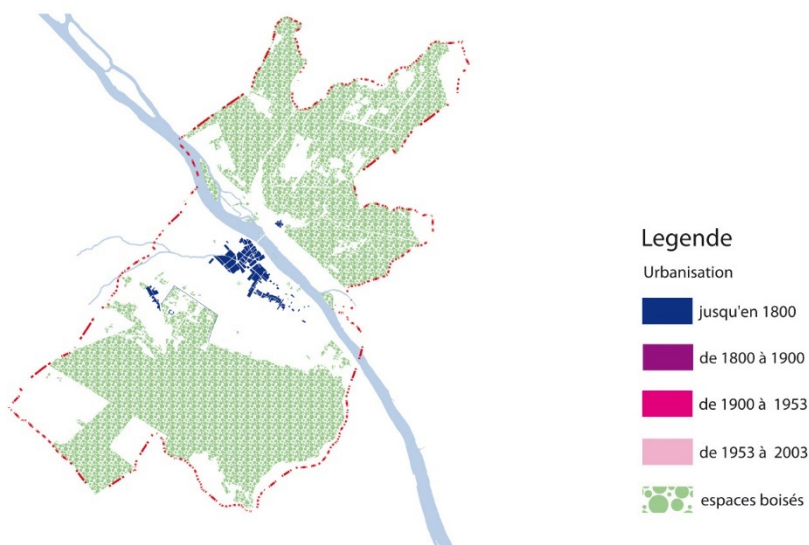 Legende
Urbanisation
jusqu'en 1800
de 1800 à 1900
de 1900 à 1953
de 1953 à 2003
espaces boisés